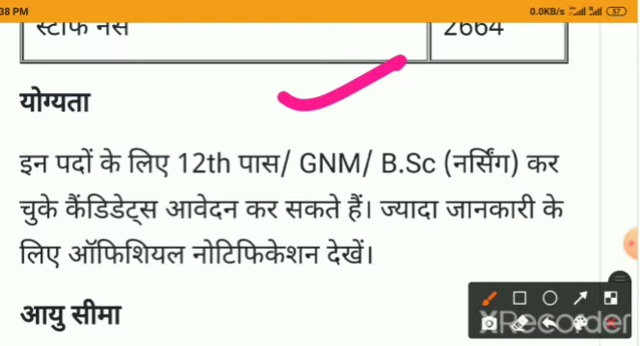 38 PM 0.0KB/s 57
स्टाफ नर्स 2664
योग्यता
इन पदों के लिए 12th पास/ GNM/ B.Sc (नर्सिंग) कर
चुके कैंडिडेट्स आवेदन कर सकते हैं। ज्यादा जानकारी के
लिए ऑफिशियल नोटिफिकेशन देखें।
आयु सीमा
XRecorder